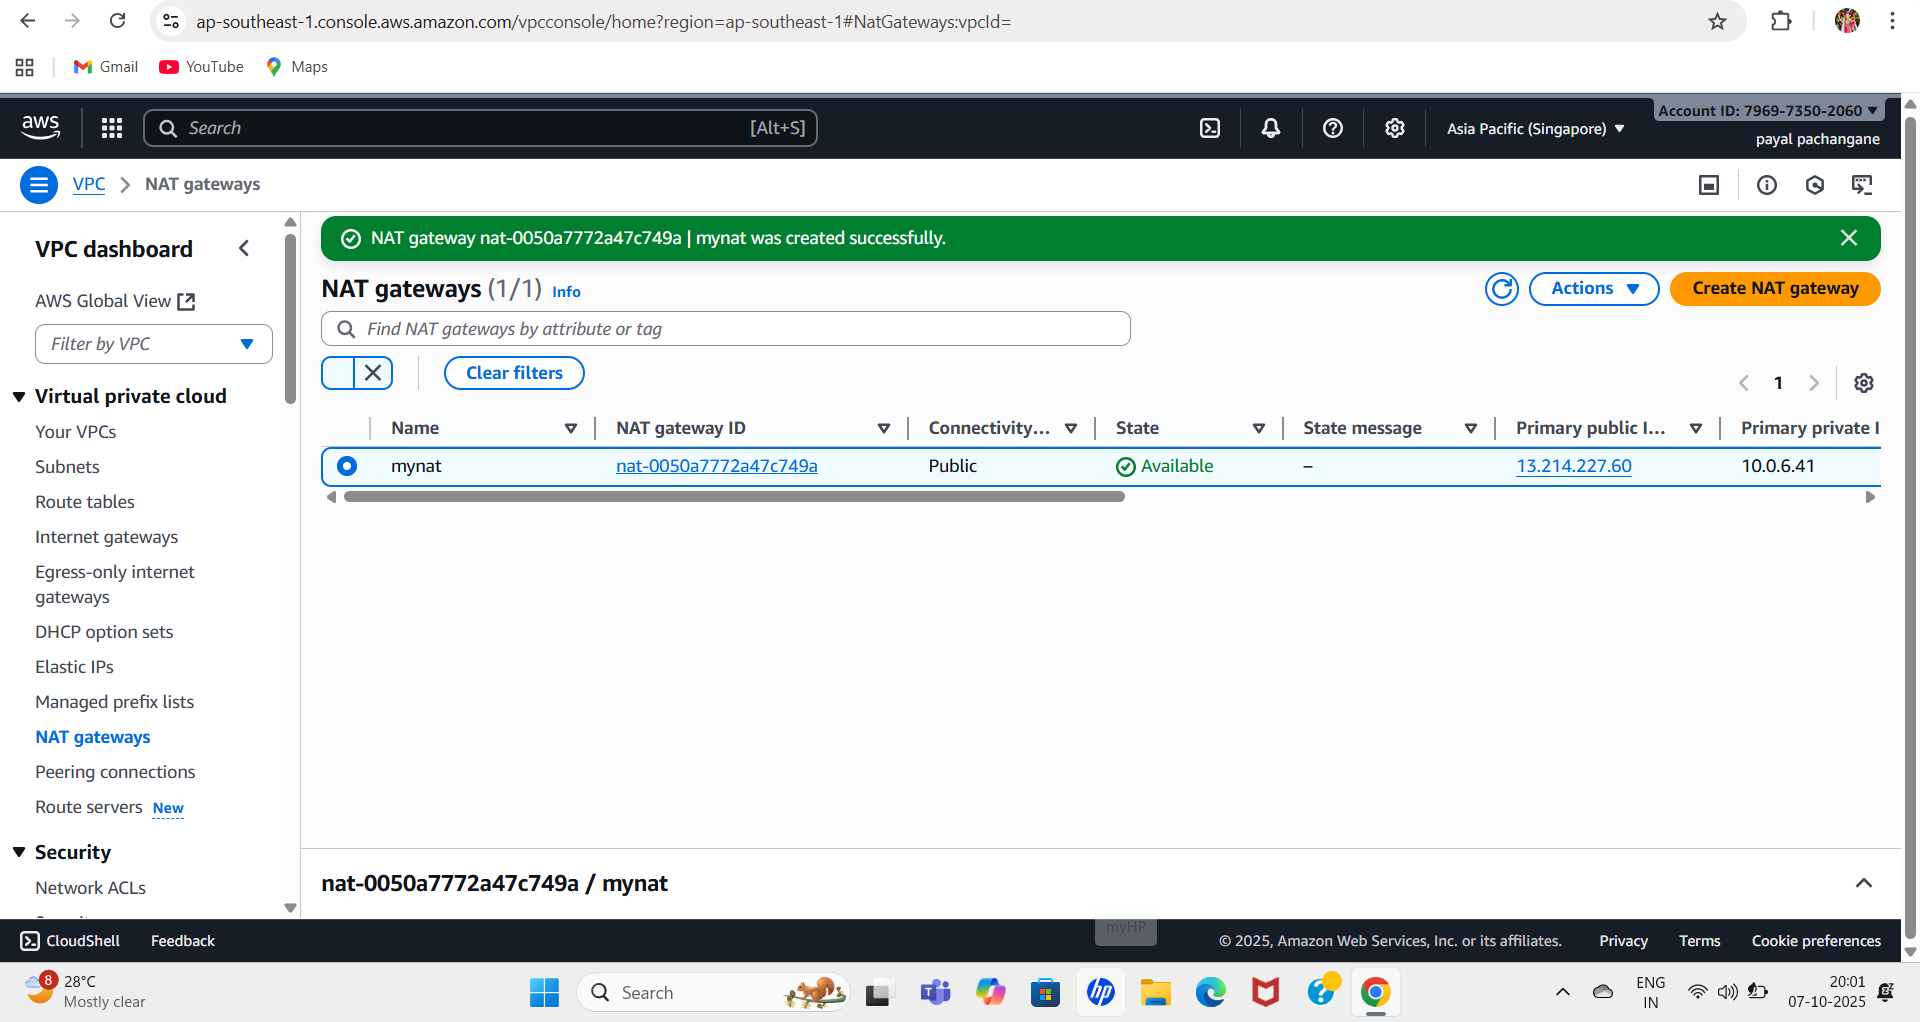 ap-southeast-1.console.aws.amazon.com/vpcconsole/home?region=ap-southeast-1#NatGateways:vpcId=
Gmail YouTube Maps
aws Search [Alt+S] Asia Pacific (Singapore) Account ID: 7969-7350-2060
payal pachangane
VPC NAT gateways
VPC dashboard
AWS Global View
Filter by VPC
Virtual private cloud
Your VPCs
Subnets
Route tables
Internet gateways
Egress-only internet
gateways
DHCP option sets
Elastic IPs
Managed prefix lists
NAT gateways
Peering connections
Route servers New
Security
Network ACLs
NAT gateway nat-0050a7772a47c749a | mynat was created successfully.
NAT gateways (1/1) Info
Actions Create NAT gateway
Find NAT gateways by attribute or tag
Clear filters
1
Name NAT gateway ID Connectivity... State State message Primary public I... Primary private I
mynat nat-0050a7772a47c749a Public Available – 13.214.227.60 10.0.6.41
nat-0050a7772a47c749a / mynat
myHP
CloudShell Feedback © 2025, Amazon Web Services, Inc. or its affiliates. Privacy Terms Cookie preferences
8 28°C
Mostly clear
Search
ENG
IN
20:01
07-10-2025